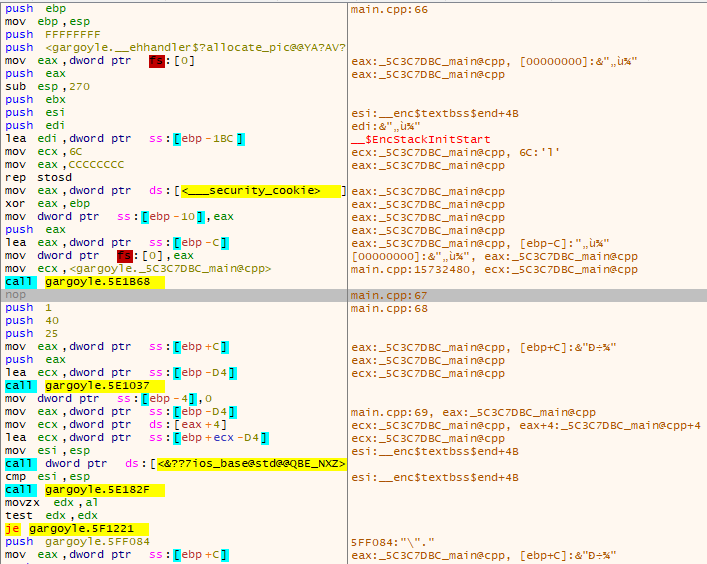 push ebp main.cpp:66
mov ebp,esp
push FFFFFFFF
push <gargoyle.__ehhandler$?allocate_pic@@YA?AV?
mov eax,dword ptr fs:[0] eax:_5C3C7DBC_main@cpp, [00000000]:&"„ù¾"
push eax eax:_5C3C7DBC_main@cpp
sub esp,270
push ebx
push esi esi:__enc$textbss$end+4B
push edi edi:&"„ù¾"
lea edi,dword ptr ss:[ebp-1BC] __$EncStackInitStart
mov ecx,6C ecx:_5C3C7DBC_main@cpp, 6C:'l'
mov eax,CCCCCCCC eax:_5C3C7DBC_main@cpp
rep stosd
mov eax,dword ptr ds:[<___security_cookie>] eax:_5C3C7DBC_main@cpp
xor eax,ebp eax:_5C3C7DBC_main@cpp
mov dword ptr ss:[ebp-10],eax eax:_5C3C7DBC_main@cpp
push eax eax:_5C3C7DBC_main@cpp
lea eax,dword ptr ss:[ebp-C] eax:_5C3C7DBC_main@cpp, [ebp-C]:"„ù¾"
mov dword ptr fs:[0],eax [00000000]:&"„ù¾", eax:_5C3C7DBC_main@cpp
mov ecx,<gargoyle._5C3C7DBC_main@cpp> main.cpp:15732480, ecx:_5C3C7DBC_main@cpp
call gargoyle.5E1B68
nop main.cpp:67
push 1 main.cpp:68
push 40
push 25
mov eax,dword ptr ss:[ebp+C] eax:_5C3C7DBC_main@cpp, [ebp+C]:&"Ð÷¾"
push eax eax:_5C3C7DBC_main@cpp
lea ecx,dword ptr ss:[ebp-D4] ecx:_5C3C7DBC_main@cpp
call gargoyle.5E1037
mov dword ptr ss:[ebp-4],0
mov eax,dword ptr ss:[ebp-D4] main.cpp:69, eax:_5C3C7DBC_main@cpp
mov ecx,dword ptr ds:[eax+4] ecx:_5C3C7DBC_main@cpp, eax+4:_5C3C7DBC_main@cpp+4
lea ecx,dword ptr ss:[ebp+ecx-D4] ecx:_5C3C7DBC_main@cpp
mov esi,esp esi:__enc$textbss$end+4B
call dword ptr ds:[<&??7ios_base@std@@QBE_NXZ>
cmp esi,esp esi:__enc$textbss$end+4B
call gargoyle.5E182F
movzx edx,al
test edx,edx
je gargoyle.5F1221
push gargoyle.5FF084 5FF084:"\"."
mov eax,dword ptr ss:[ebp+C] eax:_5C3C7DBC_main@cpp, [ebp+C]:&"Ð÷¾"